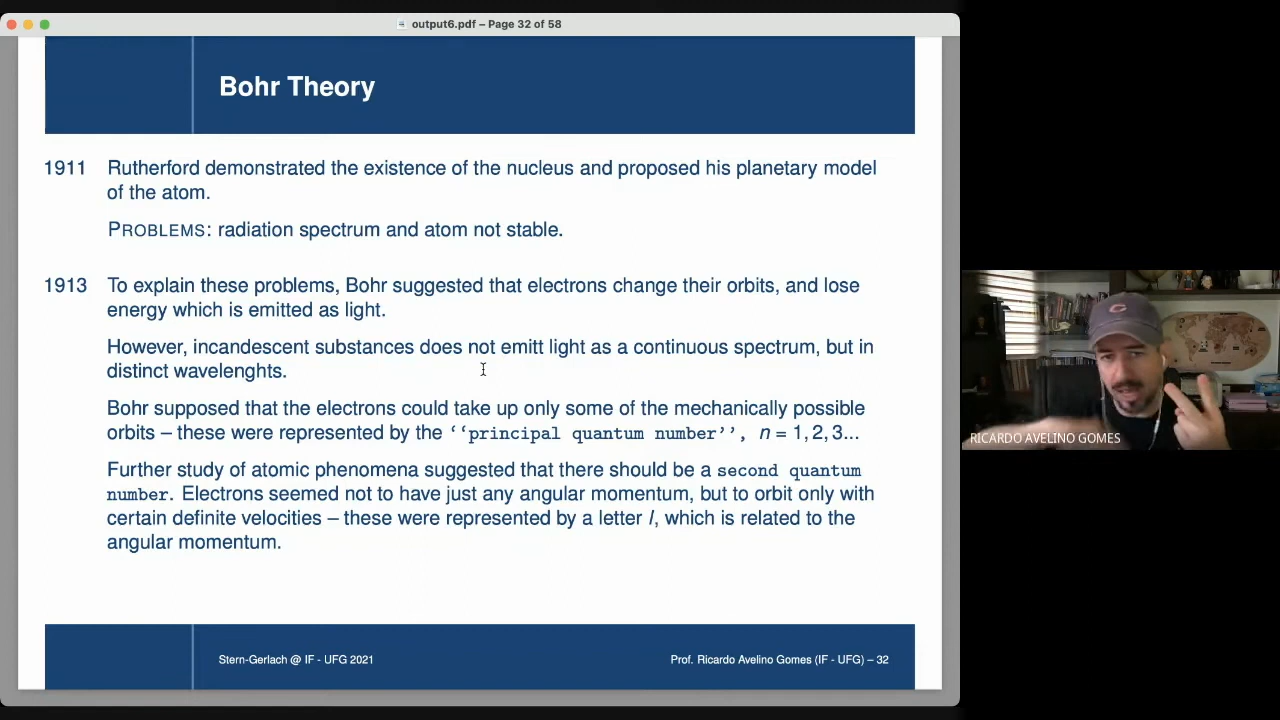 output6.pdf – Page 32 of 58
Bohr Theory
1911 Rutherford demonstrated the existence of the nucleus and proposed his planetary model
of the atom.
PROBLEMS: radiation spectrum and atom not stable.
1913 To explain these problems, Bohr suggested that electrons change their orbits, and lose
energy which is emitted as light.
However, incandescent substances does not emitt light as a continuous spectrum, but in
distinct wavelenghts.
Bohr supposed that the electrons could take up only some of the mechanically possible
orbits – these were represented by the ‘‘principal quantum number’’, n = 1, 2, 3...
Further study of atomic phenomena suggested that there should be a second quantum
number. Electrons seemed not to have just any angular momentum, but to orbit only with
certain definite velocities – these were represented by a letter l, which is related to the
angular momentum.
Stern-Gerlach @ IF - UFG 2021
Prof. Ricardo Avelino Gomes (IF - UFG) – 32
RICARDO AVELINO GOMES